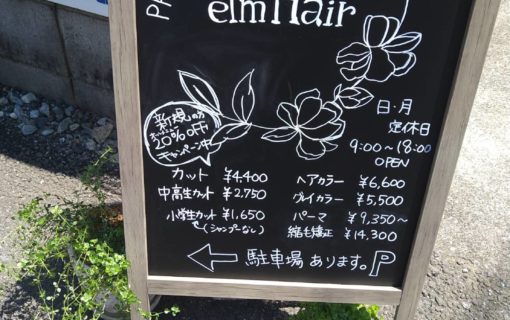 elm Hair
日・月
定休日
9:00〜18:00
OPEN
新規の方
20%OFF
キャンペーン中
カット ¥4,400
中高生カット ¥2,750
小学生カット ¥1,650
(シャンプーなし)
ヘアカラー ¥6,600
グレイカラー ¥5,500
パーマ ¥9,350〜
縮毛矯正 ¥14,300
← 駐車場 あります。P